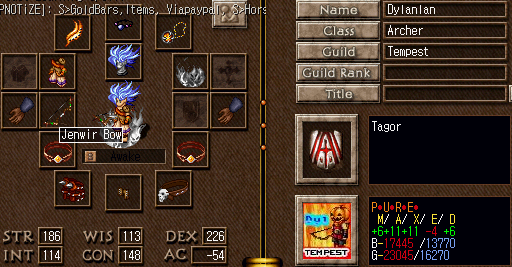 PNOTiZE]: S>GoldBars,Items, Viapaypal, S>Hors
Jenwir Bow
Awake
STR 186 WIS 113 DEX 226
INT 114 CON 148 AC -54
Name Dylanlan
Class Archer
Guild Tempest
Guild Rank
Title
Tagor
P•U•R•E•
M/ A/ X/ E/ D
+6+11+11 -4 +6
B-17445 /13770
G-23045/16270
TEMPEST